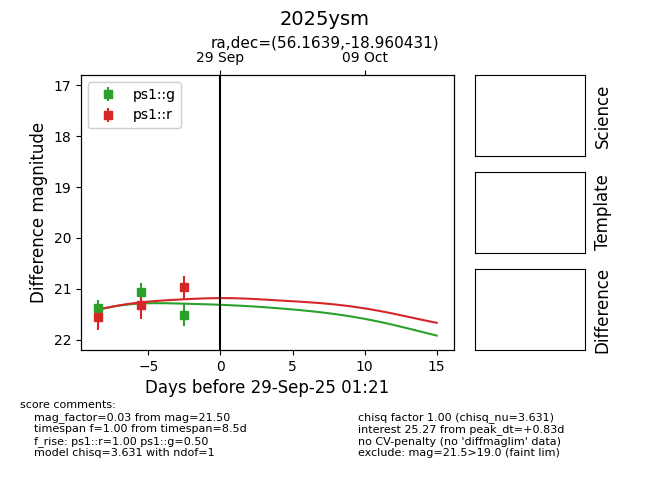 2025ysm
ra,dec=(56.1639,-18.960431)
29 Sep
09 Oct
17
18
19
20
21
22
Difference magnitude
ps1::g
ps1::r
−5
0
5
10
15
Days before 29-Sep-25 01:21
Science
Template
Difference
score comments:
mag_factor=0.03 from mag=21.50
timespan f=1.00 from timespan=8.5d
f_rise: ps1::r=1.00 ps1::g=0.50
model chisq=3.631 with ndof=1
chisq factor 1.00 (chisq_nu=3.631)
interest 25.27 from peak_dt=+0.83d
no CV-penalty (no 'diffmaglim' data)
exclude: mag=21.5>19.0 (faint lim)